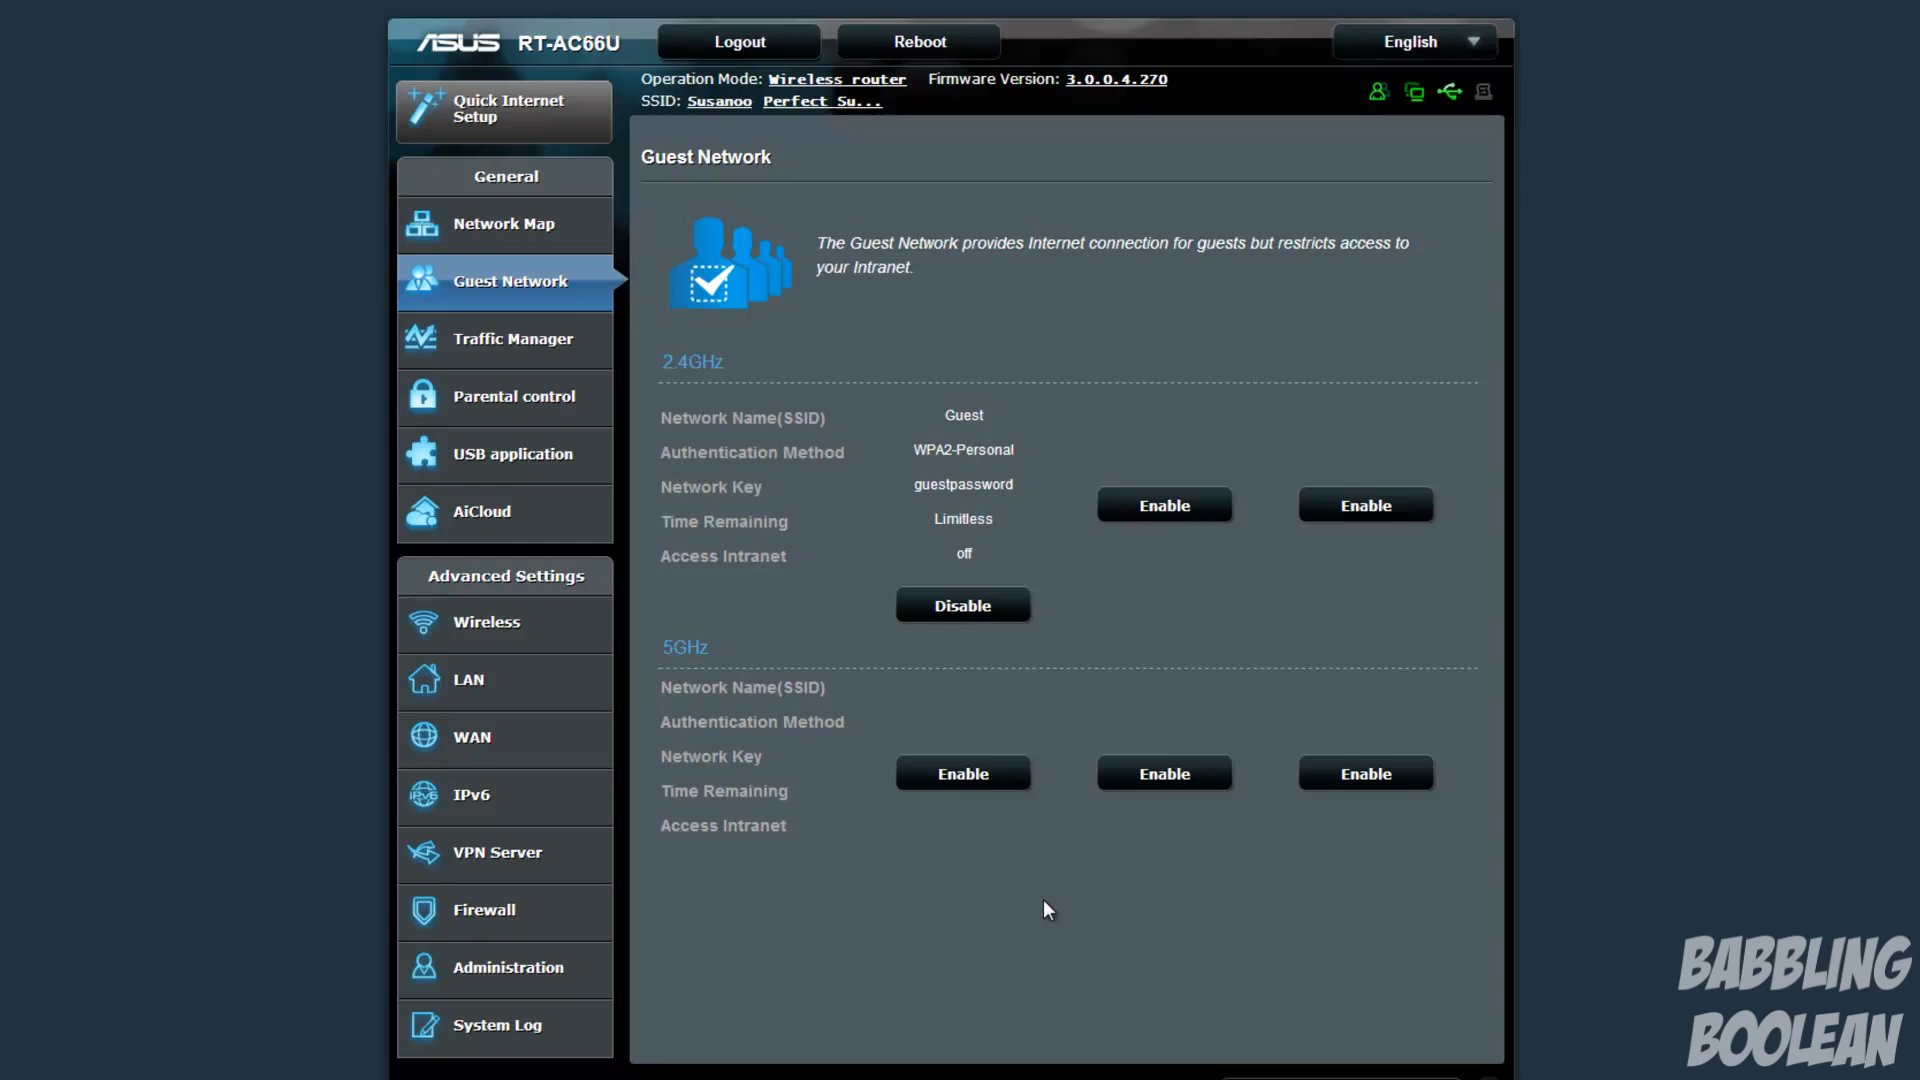 ASUS RT-AC66U Logout Reboot English
Operation Mode: Wireless router Firmware Version: 3.0.0.4.270
SSID: Susanoo Perfect Su...
Quick Internet
Setup
General
Network Map
Guest Network
Traffic Manager
Parental control
USB application
AiCloud
Advanced Settings
Wireless
LAN
WAN
IPv6
IPv6
VPN Server
Firewall
Administration
System Log
Guest Network
The Guest Network provides Internet connection for guests but restricts access to
your Intranet.
2.4GHz
Network Name(SSID) Guest
Authentication Method WPA2-Personal
Network Key guestpassword
Time Remaining Limitless
Access Intranet off
Enable Enable
Disable
5GHz
Network Name(SSID)
Authentication Method
Network Key
Time Remaining
Access Intranet
Enable Enable Enable
BABBLING
BOOLEAN